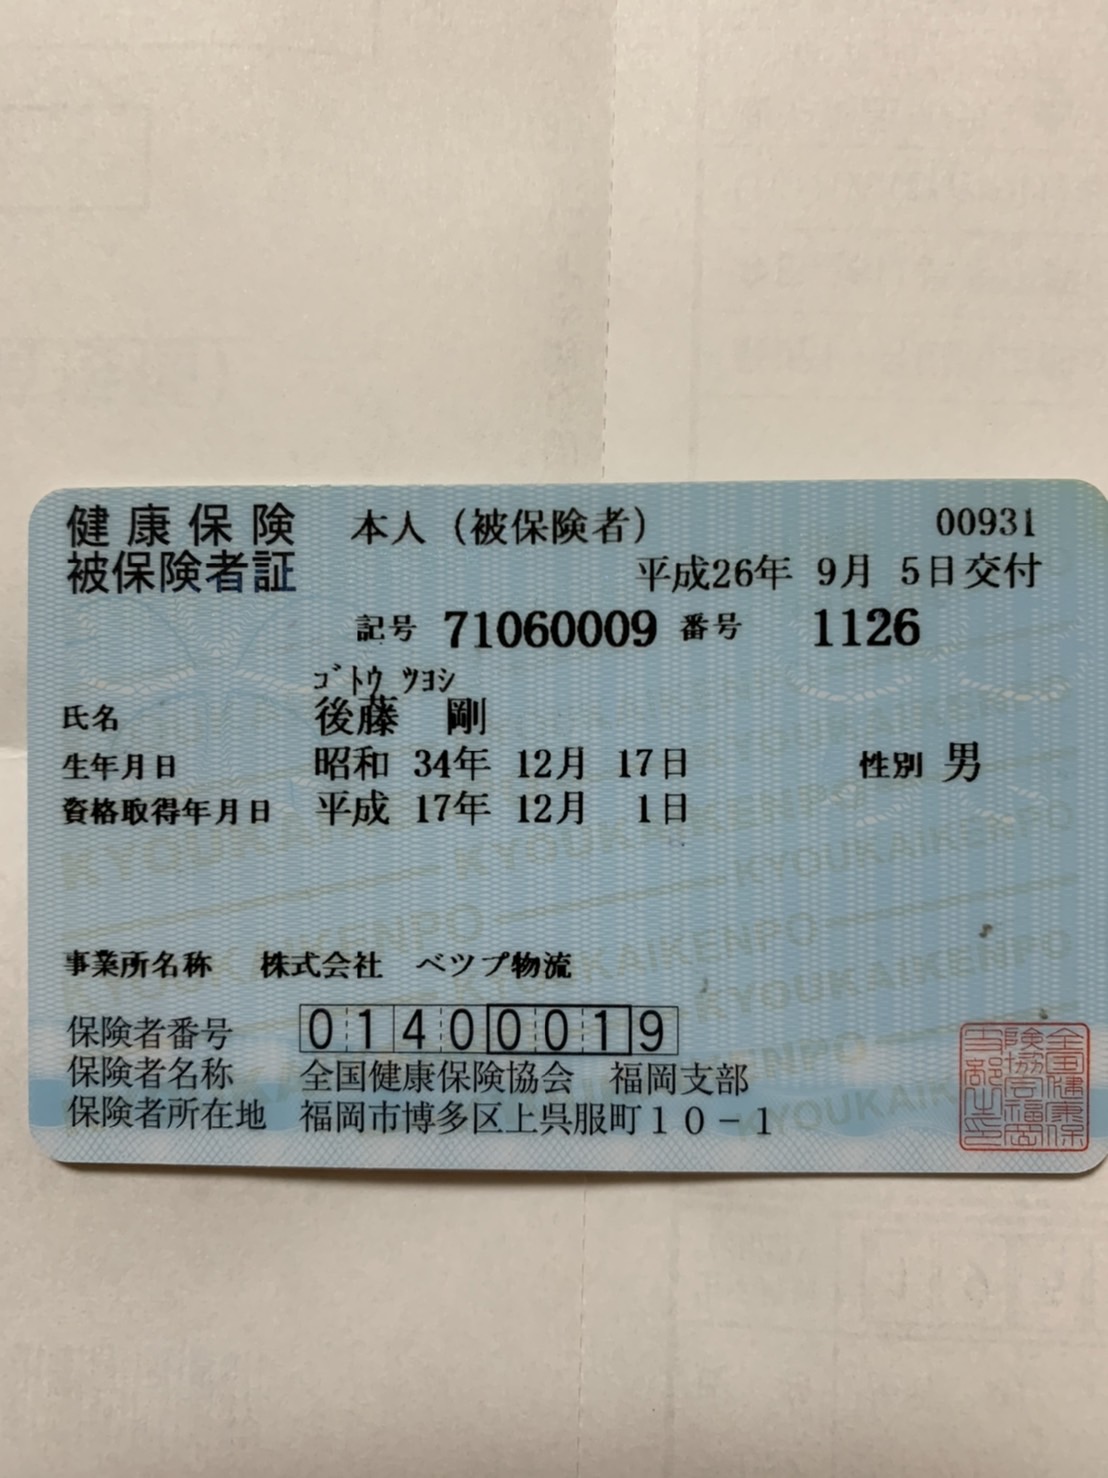 健康保険 本人（被保険者） 00931
被保険者証 平成26年 9月 5日交付
記号 71060009 番号 1126
ｺﾞﾄｳ ﾂﾖｼ
氏名 後藤 剛
生年月日 昭和 34年 12月 17日 性別 男
資格取得年月日 平成 17年 12月 1日
事業所名称 株式会社 ベツプ物流
保険者番号 01400019
保険者名称 全国健康保険協会 福岡支部
保険者所在地 福岡市博多区上呉服町１０－１
KYOUKAIKENPO